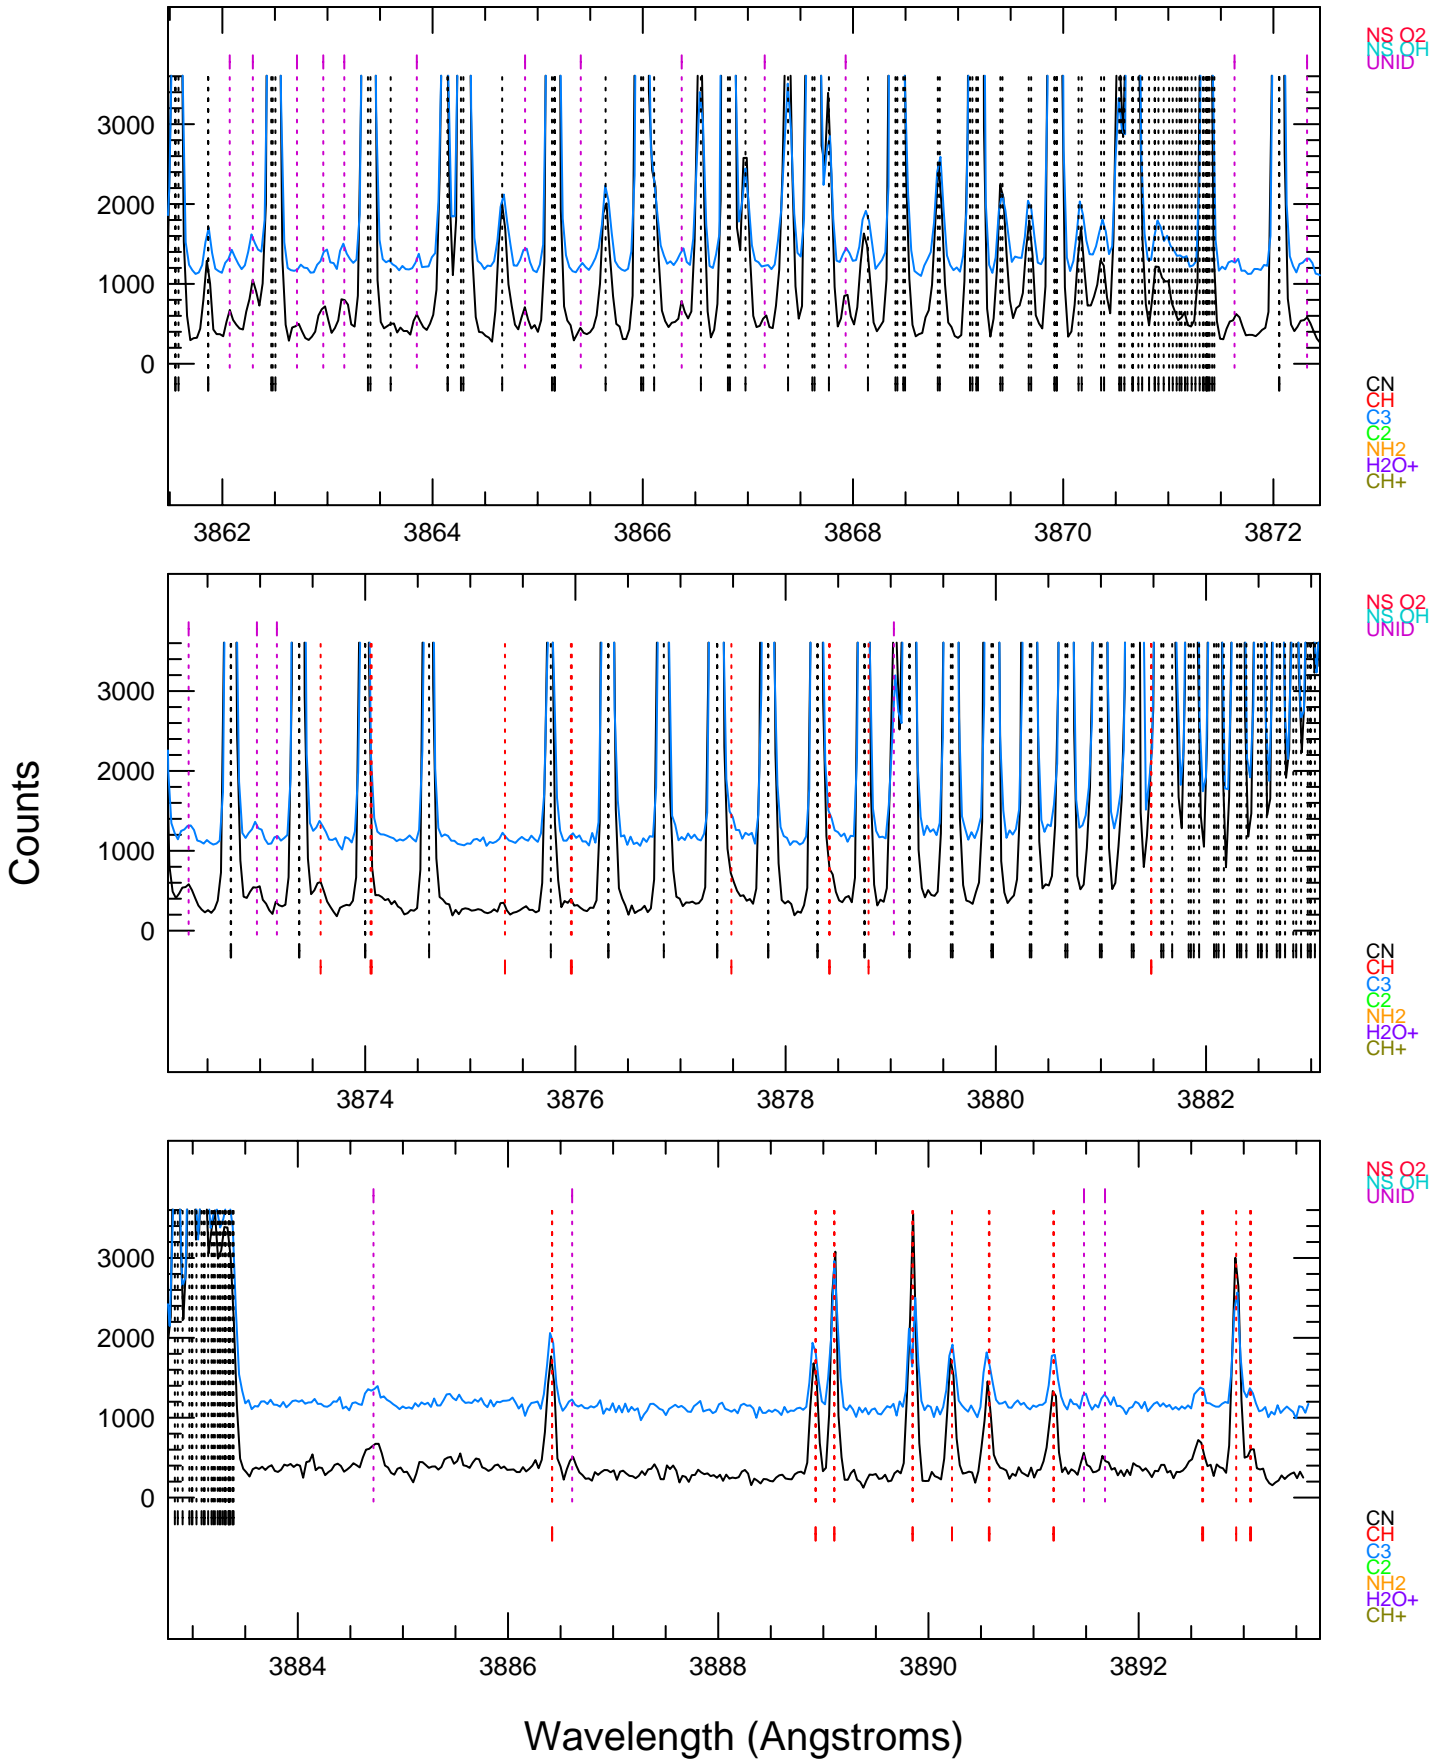 NS O2
NS OH
UNID
3000
2000
1000
0
CN
CH
C3
C2
NH2
H2O+
CH+
3862 3864 3866 3868 3870 3872
NS O2
NS OH
UNID
3000
2000
1000
0
Counts
CN
CH
C3
C2
NH2
H2O+
CH+
3874 3876 3878 3880 3882
NS O2
NS OH
UNID
3000
2000
1000
0
CN
CH
C3
C2
NH2
H2O+
CH+
3884 3886 3888 3890 3892
Wavelength (Angstroms)